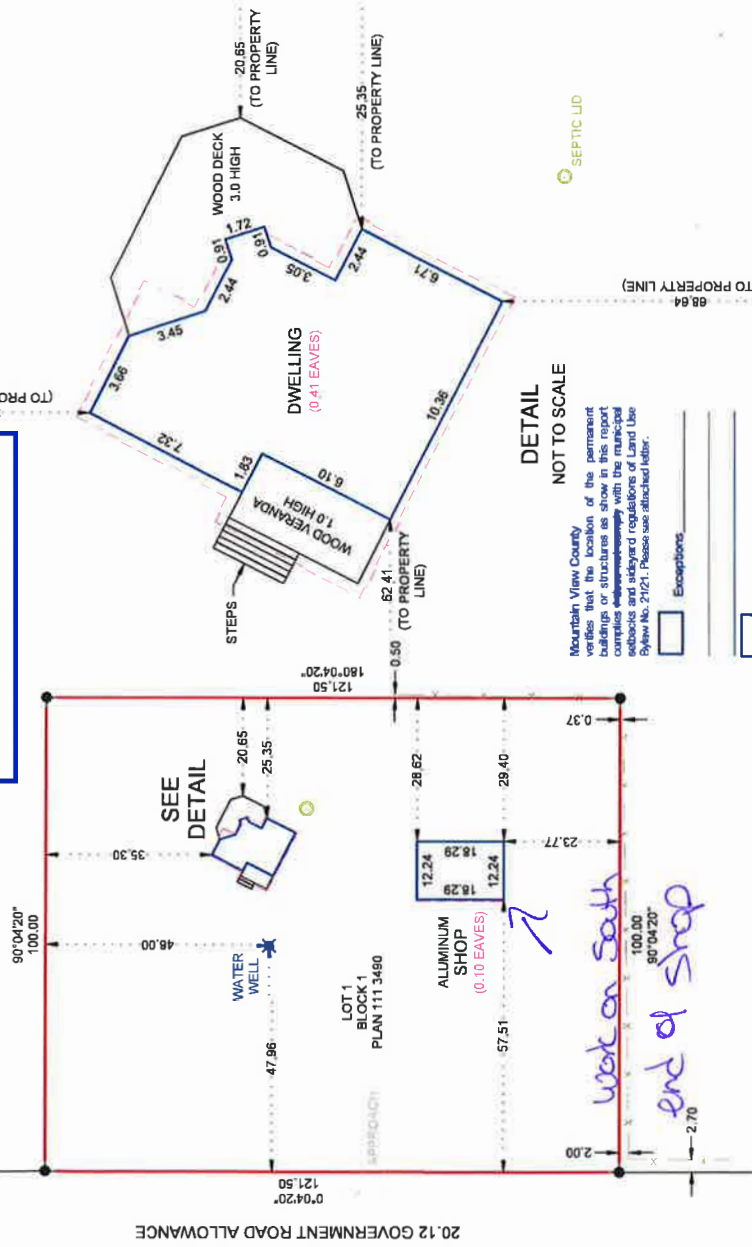 (TO PRO
20.65
(TO PROPERTY
LINE)
25.35
(TO PROPERTY LINE)
WOOD DECK
3.0 HIGH
1.72
0.91
0.91
3.05
2.44
2.44
3.45
3.66
6.71
7.32
DWELLING
(0.41 EAVES)
10.36
1.83
6.10
WOOD VERANDA
1.0 HIGH
STEPS
SEPTIC LID
68.64
TO PROPERTY LINE)
62.41
(TO PROPERTY
LINE)
DETAIL
NOT TO SCALE
Mountain View County
verifies that the location of the permanent
buildings or structures as show in this report
complies with the municipal
setbacks and sideyard regulations of Land Use
Bylaw No. 21/21. Please see attached letter.
Exceptions
0.50
121.50
180°04'20"
90°04'20"
100.00
SEE
DETAIL
20.65
25.35
35.30
46.00
WATER
WELL
47.96
LOT 1
BLOCK 1
PLAN 111 3490
APPROACH
28.62
29.40
0.37
23.77
12.24
18.29
18.29
12.24
ALUMINUM
SHOP
(0.10 EAVES)
57.51
100.00
90°04'20"
work on South
end of shop
2.00
2.70
0°04'20"
121.50
20.12 GOVERNMENT ROAD ALLOWANCE